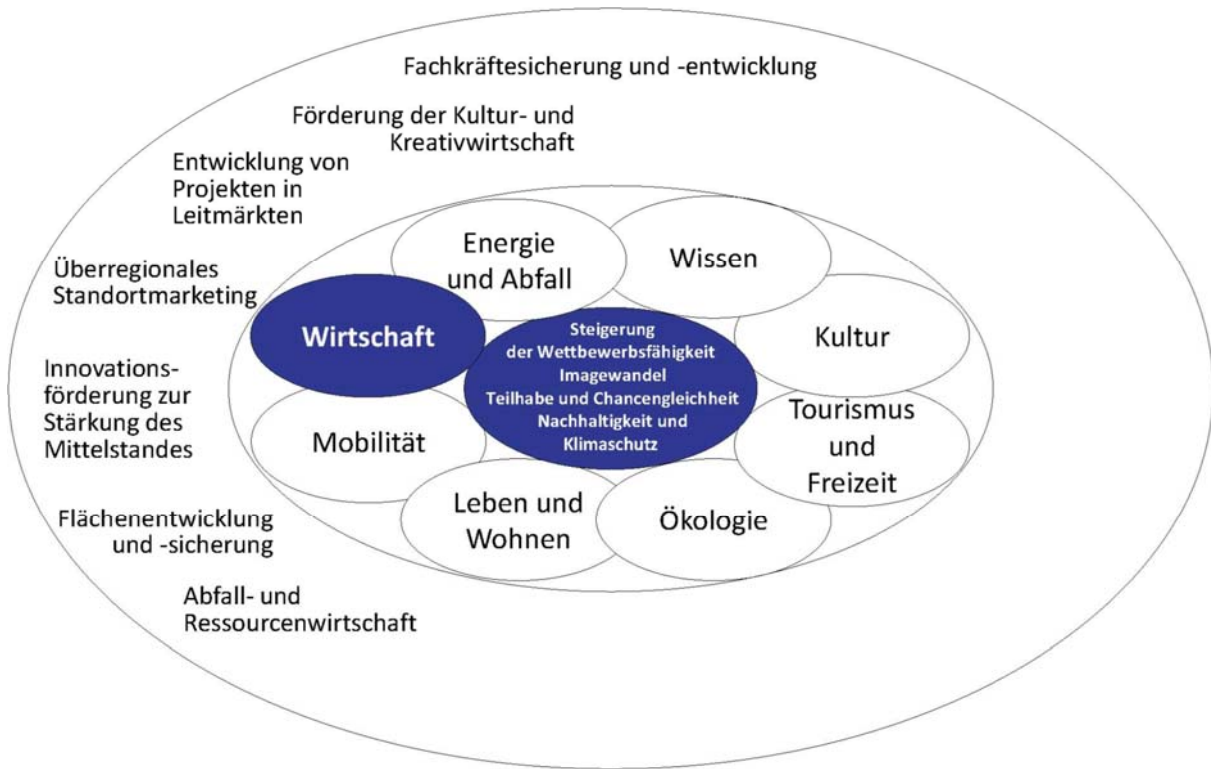 Fachkräftesicherung und -entwicklung
Förderung der Kultur- und
Kreativwirtschaft
Entwicklung von
Projekten in
Leitmärkten
Überregionales
Standortmarketing
Innovations-
förderung zur
Stärkung des
Mittelstandes
Flächenentwicklung
und -sicherung
Abfall- und
Ressourcenwirtschaft
Energie
und Abfall
Wissen
Wirtschaft
Kultur
Steigerung
der Wettbewerbsfähigkeit
Imagewandel
Teilhabe und Chancengleichheit
Nachhaltigkeit und
Klimaschutz
Mobilität
Tourismus
und
Freizeit
Leben und
Wohnen
Ökologie